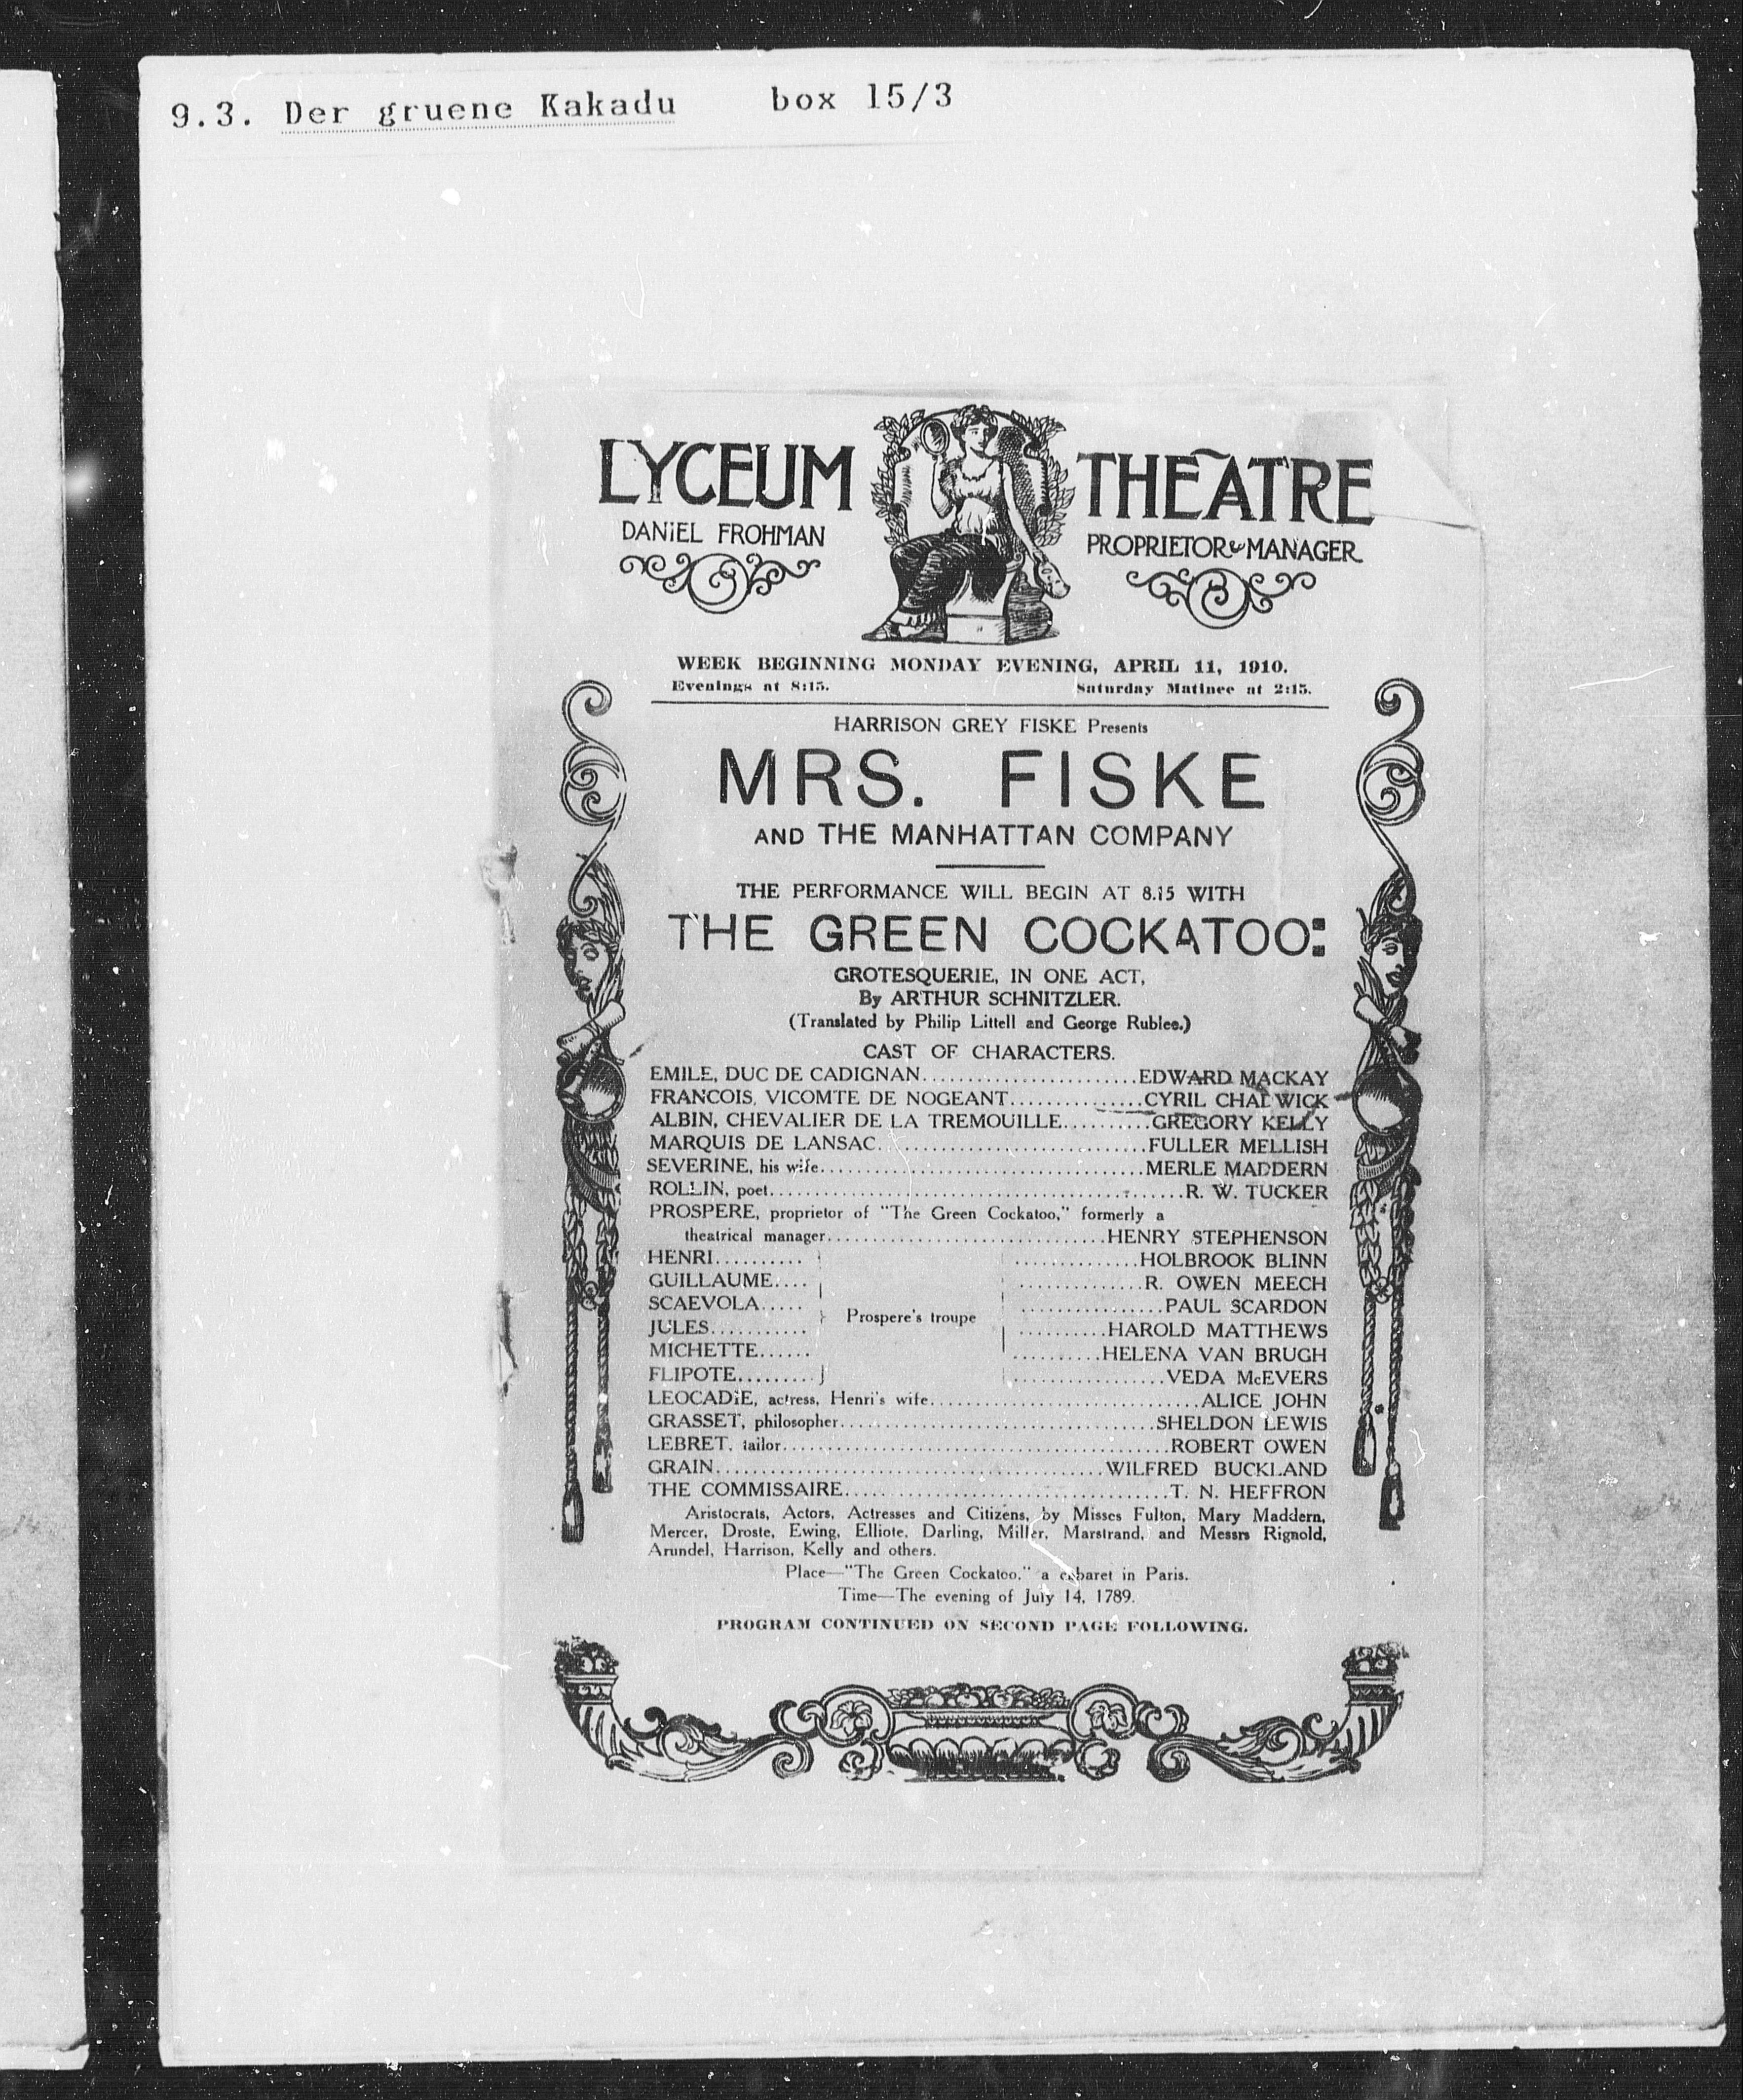 9.3. Der gruene Kakadu box 15/3
LYCEUM THEATRE
DANIEL FROHMAN PROPRIETOR & MANAGER
WEEK BEGINNING MONDAY EVENING, APRIL 11, 1910.
Evenings at 8:15. Saturday Matinee at 2:15.
HARRISON GREY FISKE Presents
MRS. FISKE
AND THE MANHATTAN COMPANY
THE PERFORMANCE WILL BEGIN AT 8.15 WITH
THE GREEN COCKATOO:
GROTESQUERIE, IN ONE ACT,
By ARTHUR SCHNITZLER.
(Translated by Philip Littell and George Rublee.)
CAST OF CHARACTERS.
EMILE, DUC DE CADIGNAN........................EDWARD MACKAY
FRANCOIS, VICOMTE DE NOGEANT...............CYRIL CHADWICK
ALBIN, CHEVALIER DE LA TREMOUILLE..........GREGORY KELLY
MARQUIS DE LANSAC..............................FULLER MELLISH
SEVERINE, his wife....................................MERLE MADDERN
ROLLIN, poet..............................................R. W. TUCKER
PROSPERE, proprietor of "The Green Cockatoo," formerly a
theatrical manager..............................HENRY STEPHENSON
HENRI.......... ..............HOLBROOK BLINN
GUILLAUME.... ..............R. OWEN MEECH
SCAEVOLA..... ................PAUL SCARDON
Prospere's troupe
JULES........... ..........HAROLD MATTHEWS
MICHETTE...... ..........HELENA VAN BRUGH
FLIPOTE......... .................VEDA McEVERS
LEOCADIE, actress, Henri's wife..............................ALICE JOHN
GRASSET, philosopher...................................SHELDON LEWIS
LEBRET, tailor...........................................ROBERT OWEN
GRAIN...........................................WILFRED BUCKLAND
THE COMMISSAIRE....................................T. N. HEFFRON
Aristocrats, Actors, Actresses and Citizens, by Misses Fulton, Mary Maddern,
Mercer, Droste, Ewing, Elliote, Darling, Miller, Marstrand, and Messrs Rignold,
Arundel, Harrison, Kelly and others.
Place—"The Green Cockatoo," a cabaret in Paris.
Time—The evening of July 14, 1789.
PROGRAM CONTINUED ON SECOND PAGE FOLLOWING.